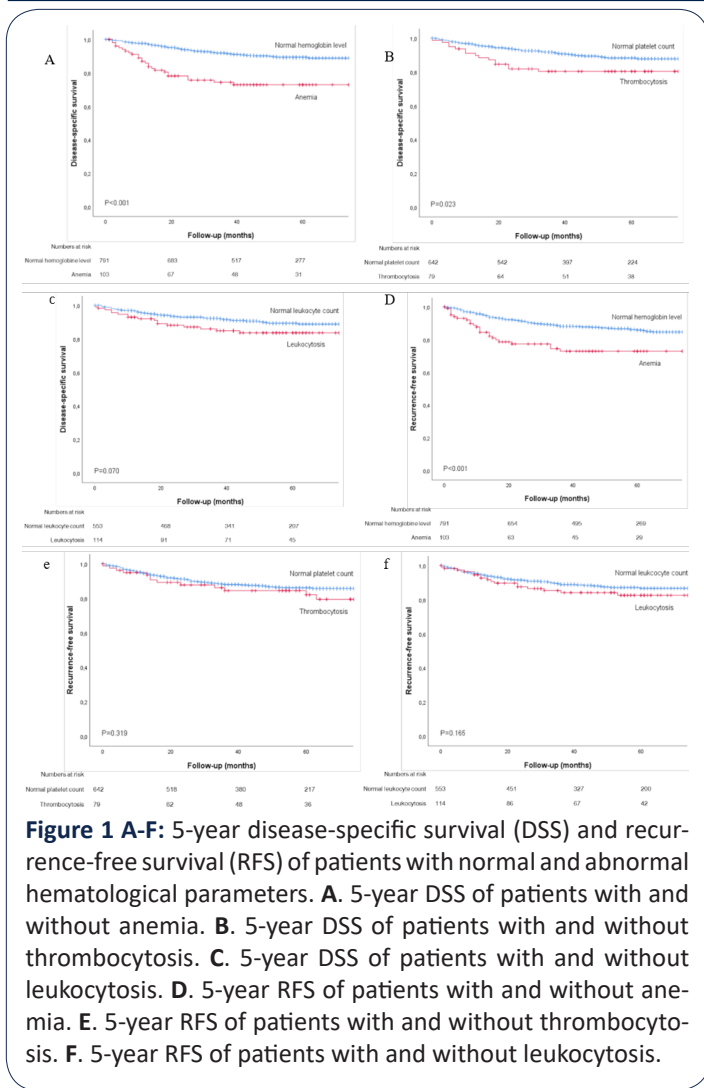 A
1,0
0,8
0,6
0,4
0,2
0,0
Disease-specific survival
Normal hemoglobin level
Anemia
P<0.001
0 20 40 60
Follow-up (months)
Numbers at risk
Normal hemoglobine level 791 683 517 277
Anemia 103 67 48 31
B
1,0
0,8
0,6
0,4
0,2
0,0
Disease-specific survival
Normal platelet count
Thrombocytosis
P=0.023
0 20 40 60
Follow-up (months)
Numbers at risk
Normal platelet count 642 542 397 224
Thrombocytosis 79 64 51 38
c
1,0
0,8
0,6
0,4
0,2
0,0
Disease-specific survival
Normal leukocyte count
Leukocytosis
P=0.070
0 20 40 60
Follow-up (months)
Numbers at risk
Normal leukocyte count 553 468 341 207
Leukocytosis 114 91 71 45
D
1,0
0,8
0,6
0,4
0,2
0,0
Recurrence-free survival
Normal hemoglobin level
Anemia
P<0.001
0 20 40 60
Follow-up (months)
Numbers at risk
Normal hemoglobine level 791 654 495 269
Anemia 103 63 45 29
e
1,0
0,8
0,6
0,4
0,2
0,0
Recurrence-free survival
Normal platelet count
Thrombocytosis
P=0.319
0 20 40 60
Follow-up (months)
Numbers at risk
Normal platelet count 642 518 380 217
Thrombocytosis 79 62 48 36
f
1,0
0,8
0,6
0,4
0,2
0,0
Recurrence-free survival
Normal leukcocyte count
Leukocytosis
P=0.165
0 20 40 60
Follow-up (months)
Numbers at risk
Normal leukocyte count 553 451 327 200
Leukocytosis 114 86 67 42
Figure 1 A-F: 5-year disease-specific survival (DSS) and recur-
rence-free survival (RFS) of patients with normal and abnormal
hematological parameters. A. 5-year DSS of patients with and
without anemia. B. 5-year DSS of patients with and without
thrombocytosis. C. 5-year DSS of patients with and without
leukocytosis. D. 5-year RFS of patients with and without ane-
mia. E. 5-year RFS of patients with and without thrombocyto-
sis. F. 5-year RFS of patients with and without leukocytosis.